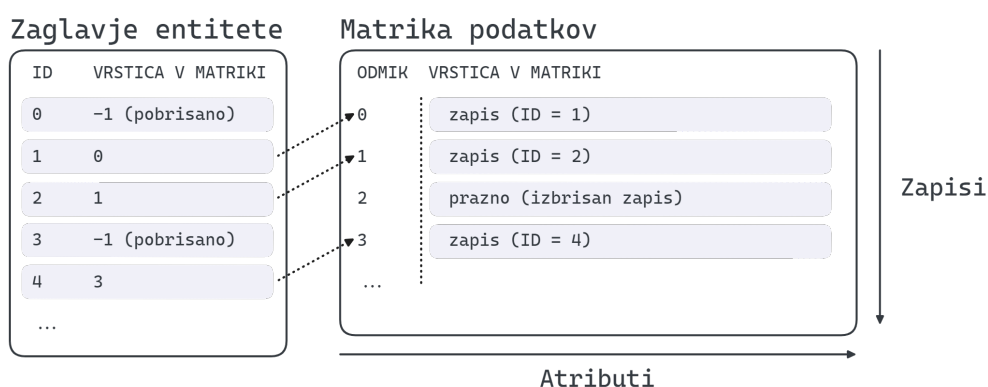 Zaglavje entitete
ID VRSTICA V MATRIKI
0 −1 (pobrisano)
1 0
2 1
3 −1 (pobrisano)
4 3
...
Matrika podatkov
ODMIK VRSTICA V MATRIKI
0 zapis (ID = 1)
1 zapis (ID = 2)
2 prazno (izbrisan zapis)
3 zapis (ID = 4)
...
Zapisi
Atributi